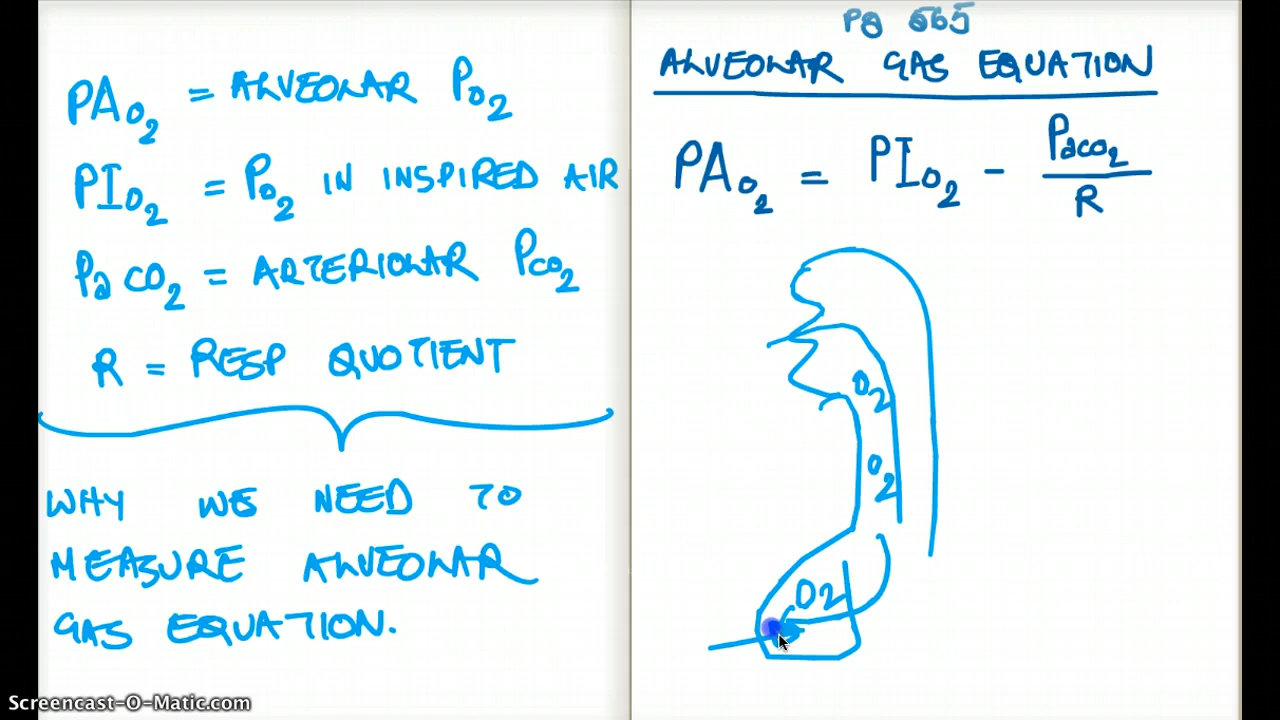 PAO2 = ALVEOLAR PO2
PIO2 = PO2 IN INSPIRED AIR
PaCO2 = ARTERIOLAR PCO2
R = RESP QUOTIENT
WHY WE NEED TO
MEASURE ALVEOLAR
GAS EQUATION.
Pg 565
ALVEOLAR GAS EQUATION
PAO2 = PIO2 - PaCO2
R
O2
O2
O2
Screencast-O-Matic.com